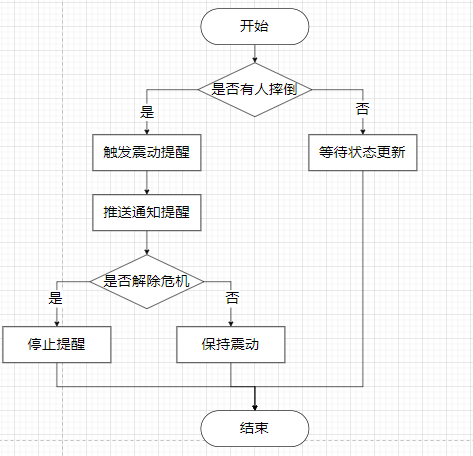 开始
是否有人摔倒
是
否
触发震动提醒
等待状态更新
推送通知提醒
是否解除危机
是
否
停止提醒
保持震动
结束